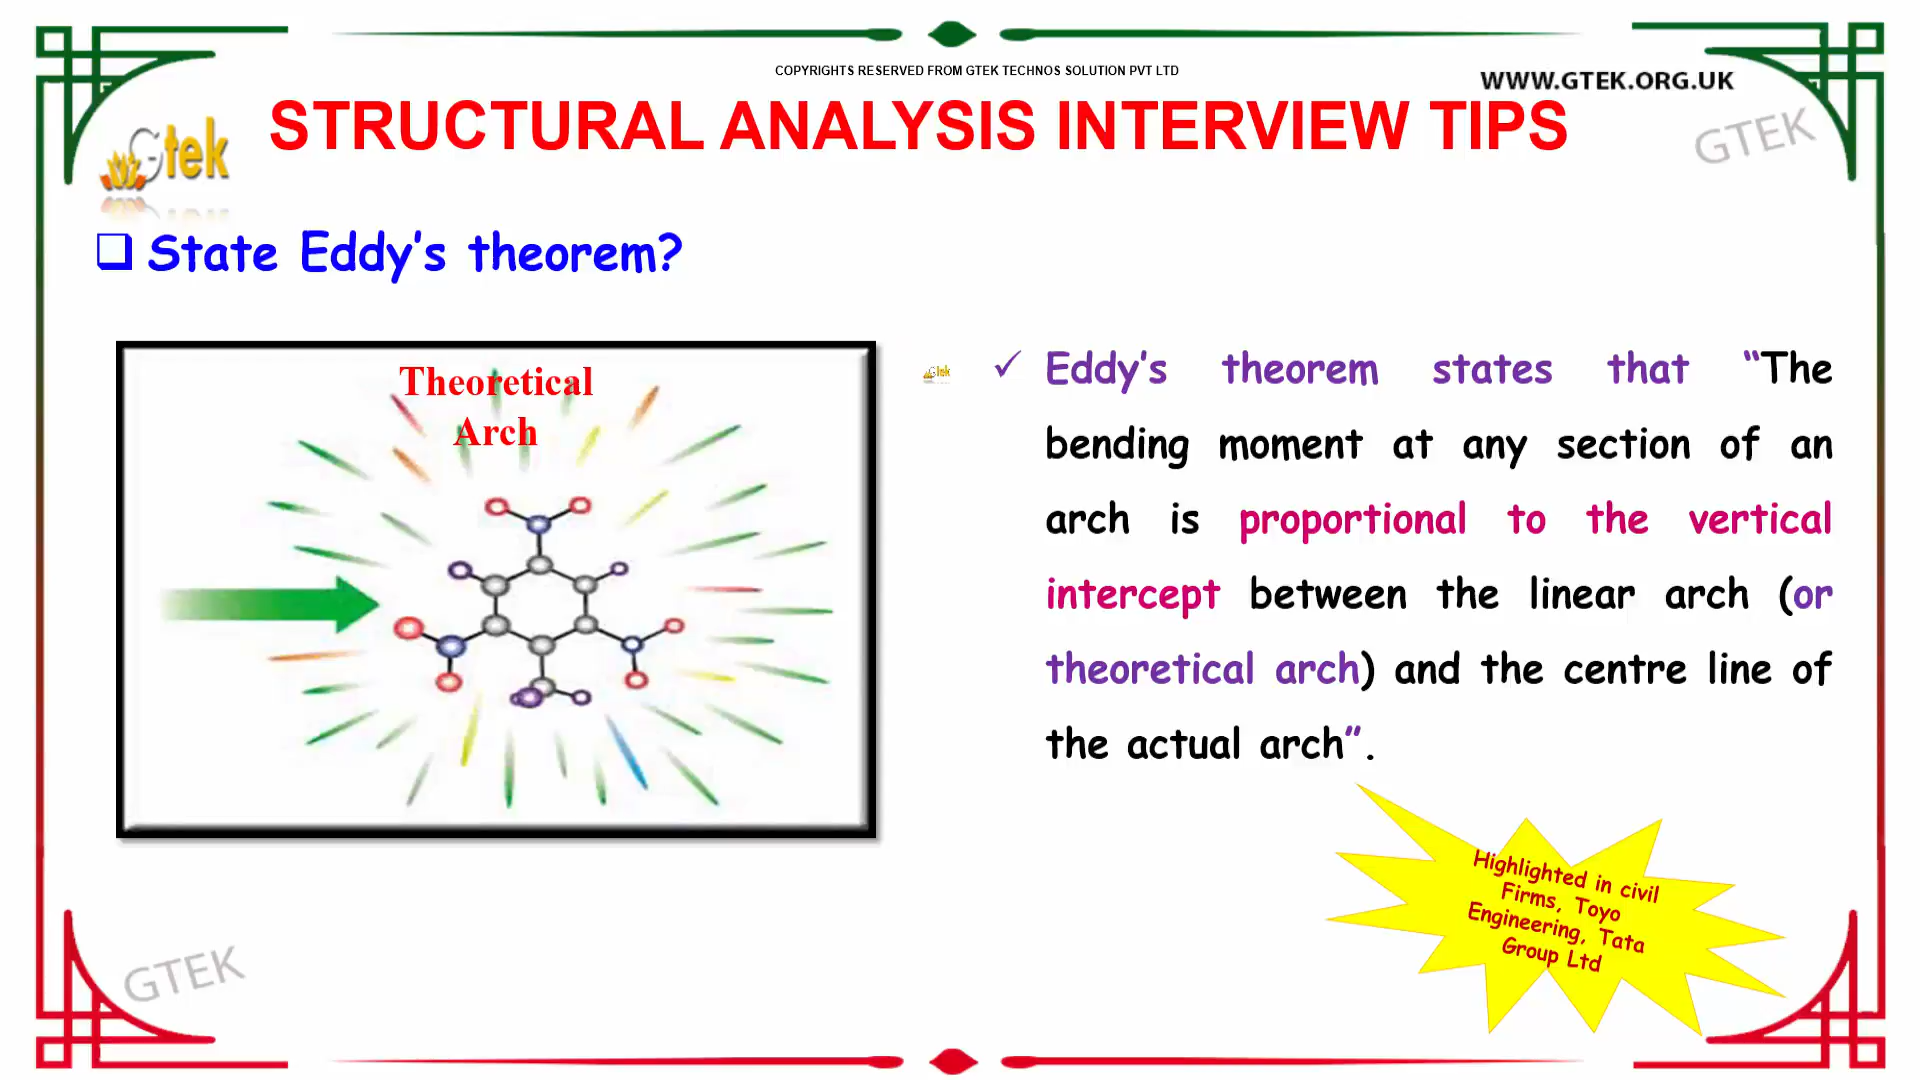 COPYRIGHTS RESERVED FROM GTEK TECHNOS SOLUTION PVT LTD
WWW.GTEK.ORG.UK
STRUCTURAL ANALYSIS INTERVIEW TIPS
Gtek
GTEK
State Eddy's theorem?
Theoretical
Arch
Gtek
Eddy's theorem states that “The
bending moment at any section of an
arch is proportional to the vertical
intercept between the linear arch (or
theoretical arch) and the centre line of
the actual arch”.
Highlighted in civil
Firms, Toyo
Engineering, Tata
Group Ltd
GTEK